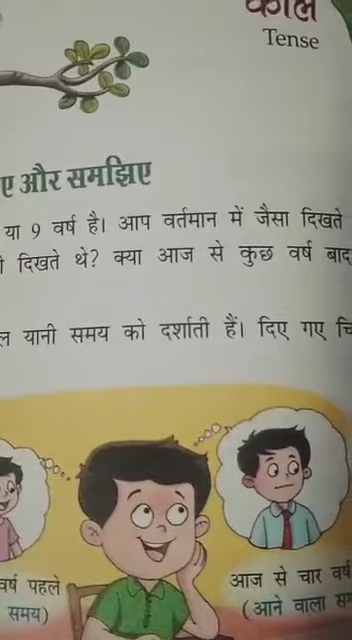 काल
Tense
और समझिए
या 9 वर्ष है। आप वर्तमान में जैसा दिखते
दिखते थे? क्या आज से कुछ वर्ष बाद
यानी समय को दर्शाती हैं। दिए गए
वर्ष पहले
समय)
आज से चार वर्ष
(आने वाला